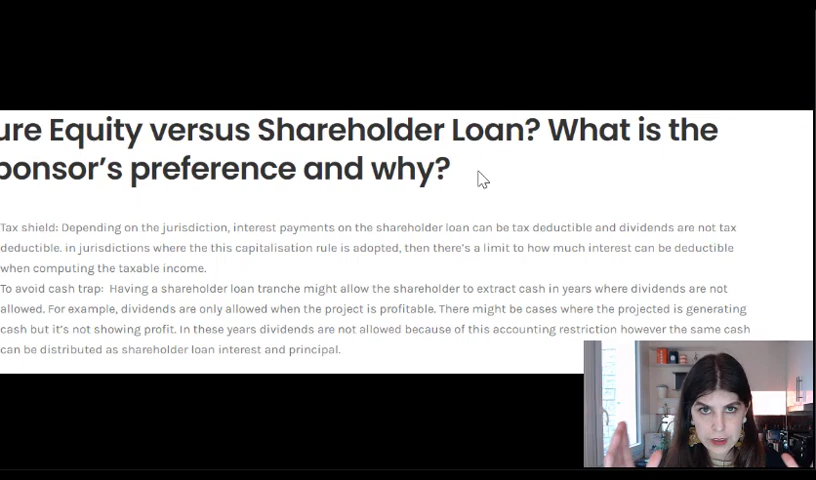 ure Equity versus Shareholder Loan? What is the
ponsor's preference and why?
Tax shield: Depending on the jurisdiction, interest payments on the shareholder loan can be tax deductible and dividends are not tax
deductible. in jurisdictions where the this capitalisation rule is adopted, then there's a limit to how much interest can be deductible
when computing the taxable income.
To avoid cash trap: Having a shareholder loan tranche might allow the shareholder to extract cash in years where dividends are not
allowed. For example, dividends are only allowed when the project is profitable. There might be cases where the projected is generating
cash but it's not showing profit. In these years dividends are not allowed because of this accounting restriction however the same cash
can be distributed as shareholder loan interest and principal.